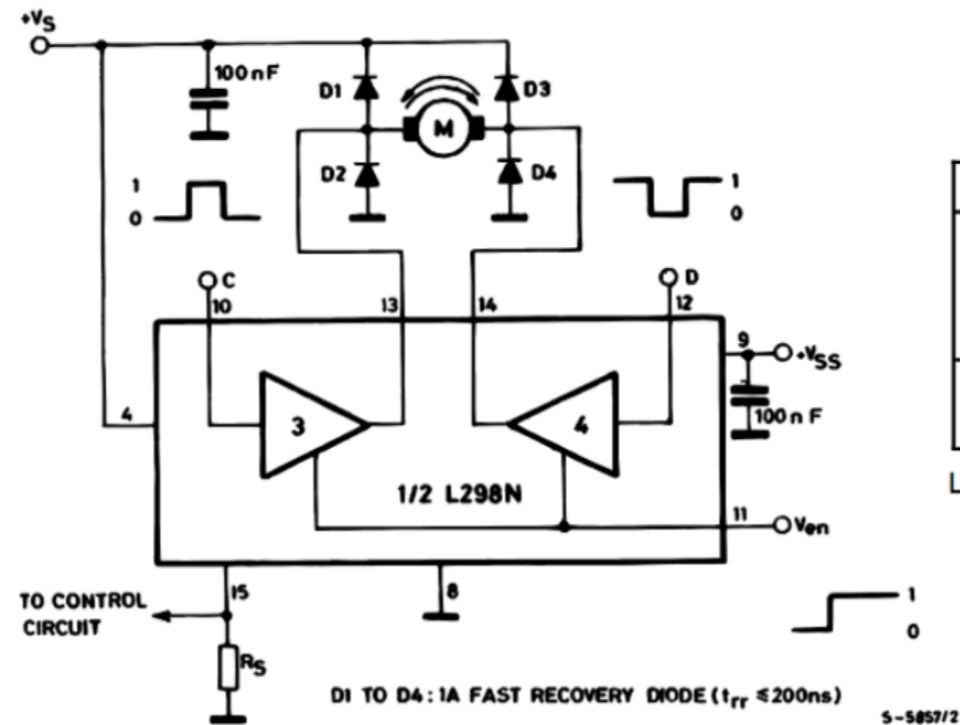 +VS
100nF
D1
D3
M
D2
D4
1
0
1
0
C
D
10
13
14
12
9
+VSS
4
3
4
100nF
1/2 L298N
11
Ven
15
8
TO CONTROL
CIRCUIT
1
0
RS
D1 TO D4: 1A FAST RECOVERY DIODE (trr ≤200ns)
S-5857/2
L